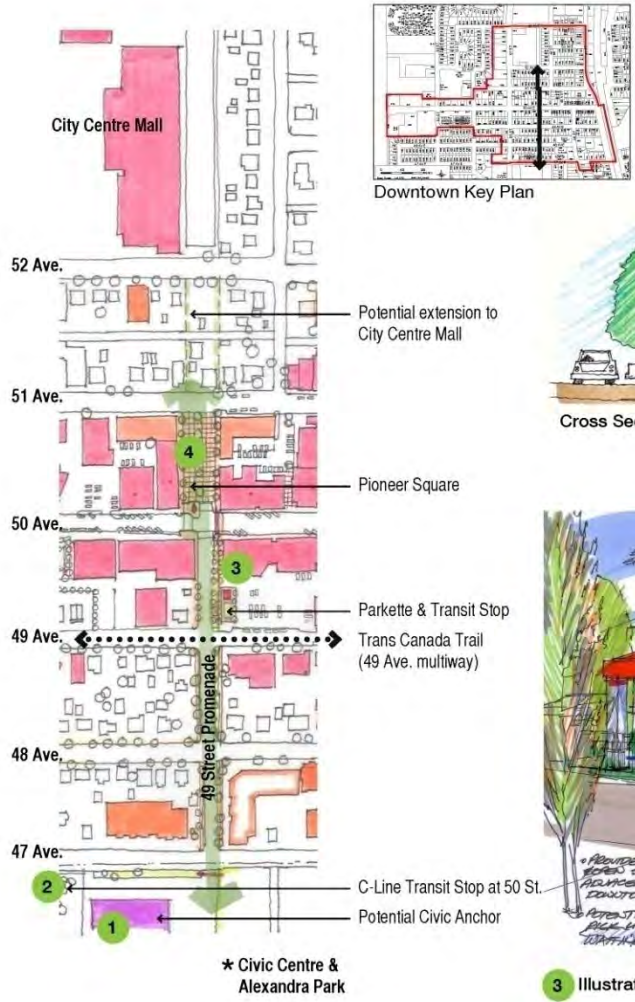 City Centre Mall
Downtown Key Plan
52 Ave.
Potential extension to
City Centre Mall
51 Ave.
Cross Se
4
Pioneer Square
50 Ave.
3
Parkette & Transit Stop
49 Ave.
Trans Canada Trail
(49 Ave. multiway)
49 Street Promenade
48 Ave.
47 Ave.
2
C-Line Transit Stop at 50 St.
1
Potential Civic Anchor
* Civic Centre &
Alexandra Park
3 Illustra